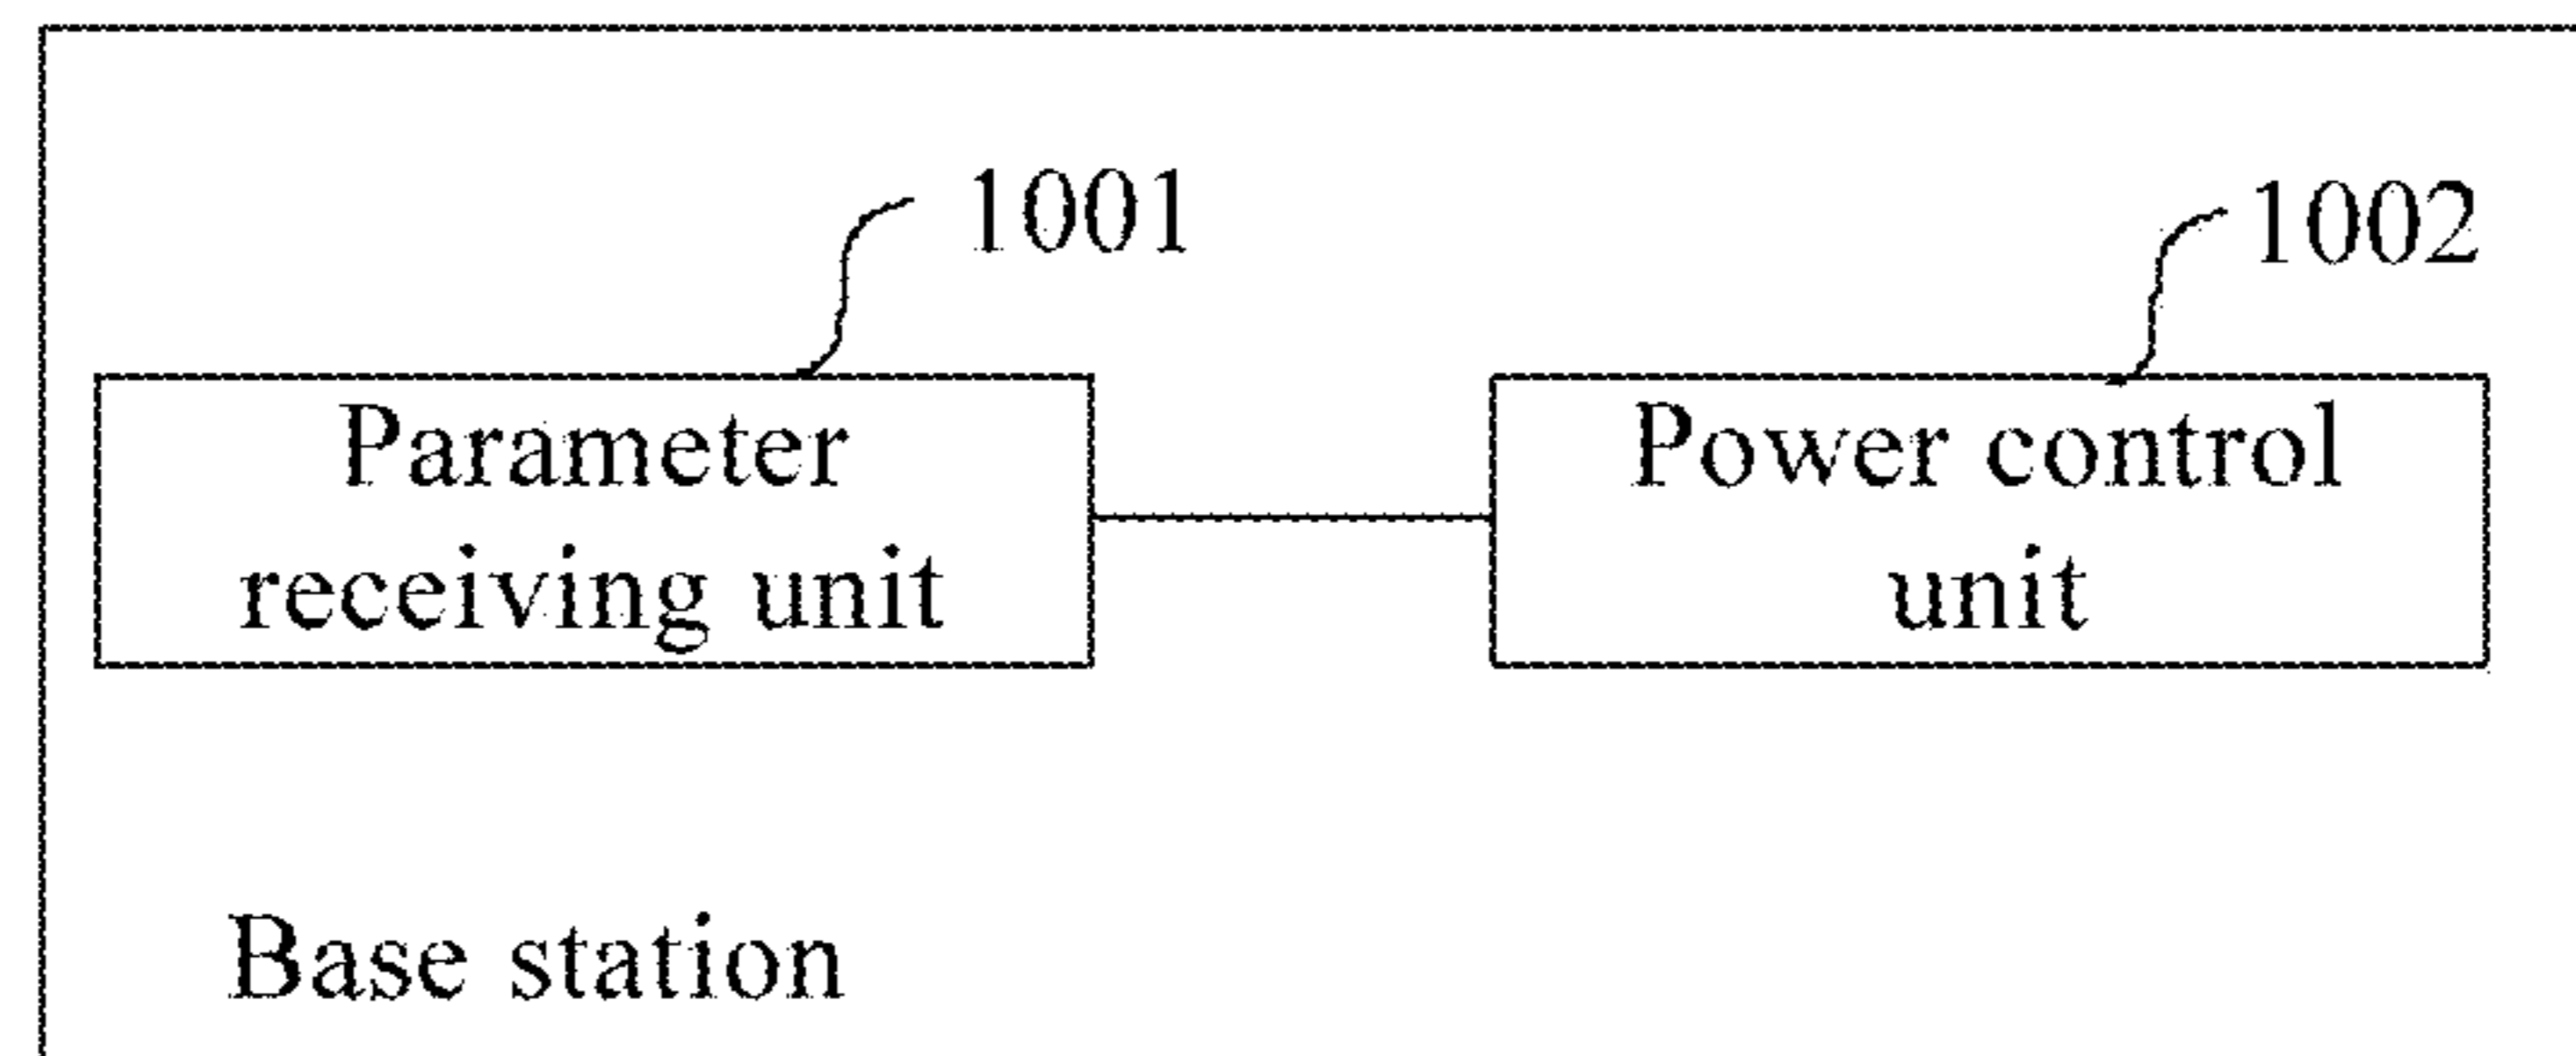 1001
1002
Parameter
receiving unit
Power control
unit
Base station